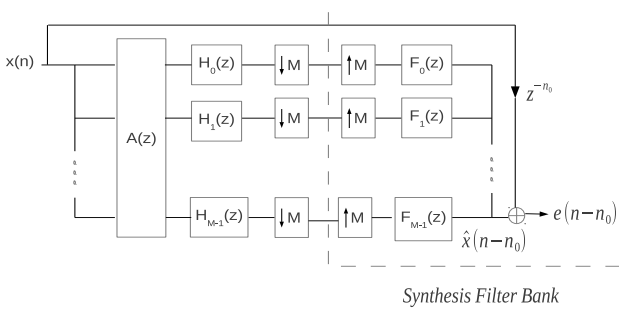 x(n)
H₀(z) ↓M ↑M F₀(z)
z^{−n₀}
H₁(z) ↓M ↑M F₁(z)
A(z)
H_{M-1}(z) ↓M ↑M F_{M-1}(z)
e(n−n₀)
x̂(n−n₀)
Synthesis Filter Bank